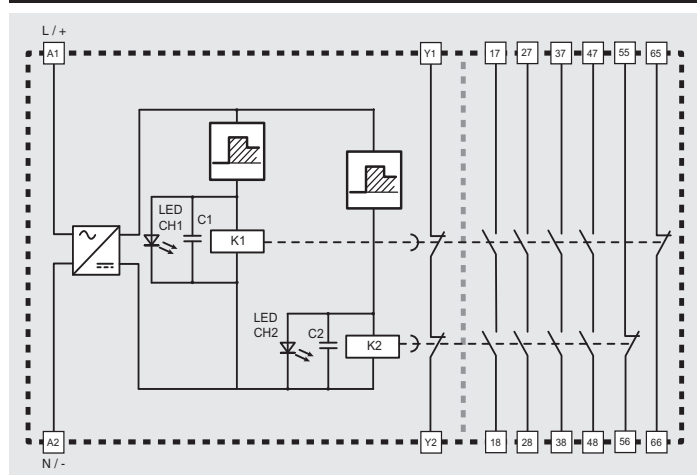 L / +
A1 Y1 17 27 37 47 55 65
LED
CH1
C1
K1
LED
CH2
C2
K2
A2 Y2 18 28 38 48 56 66
N / -